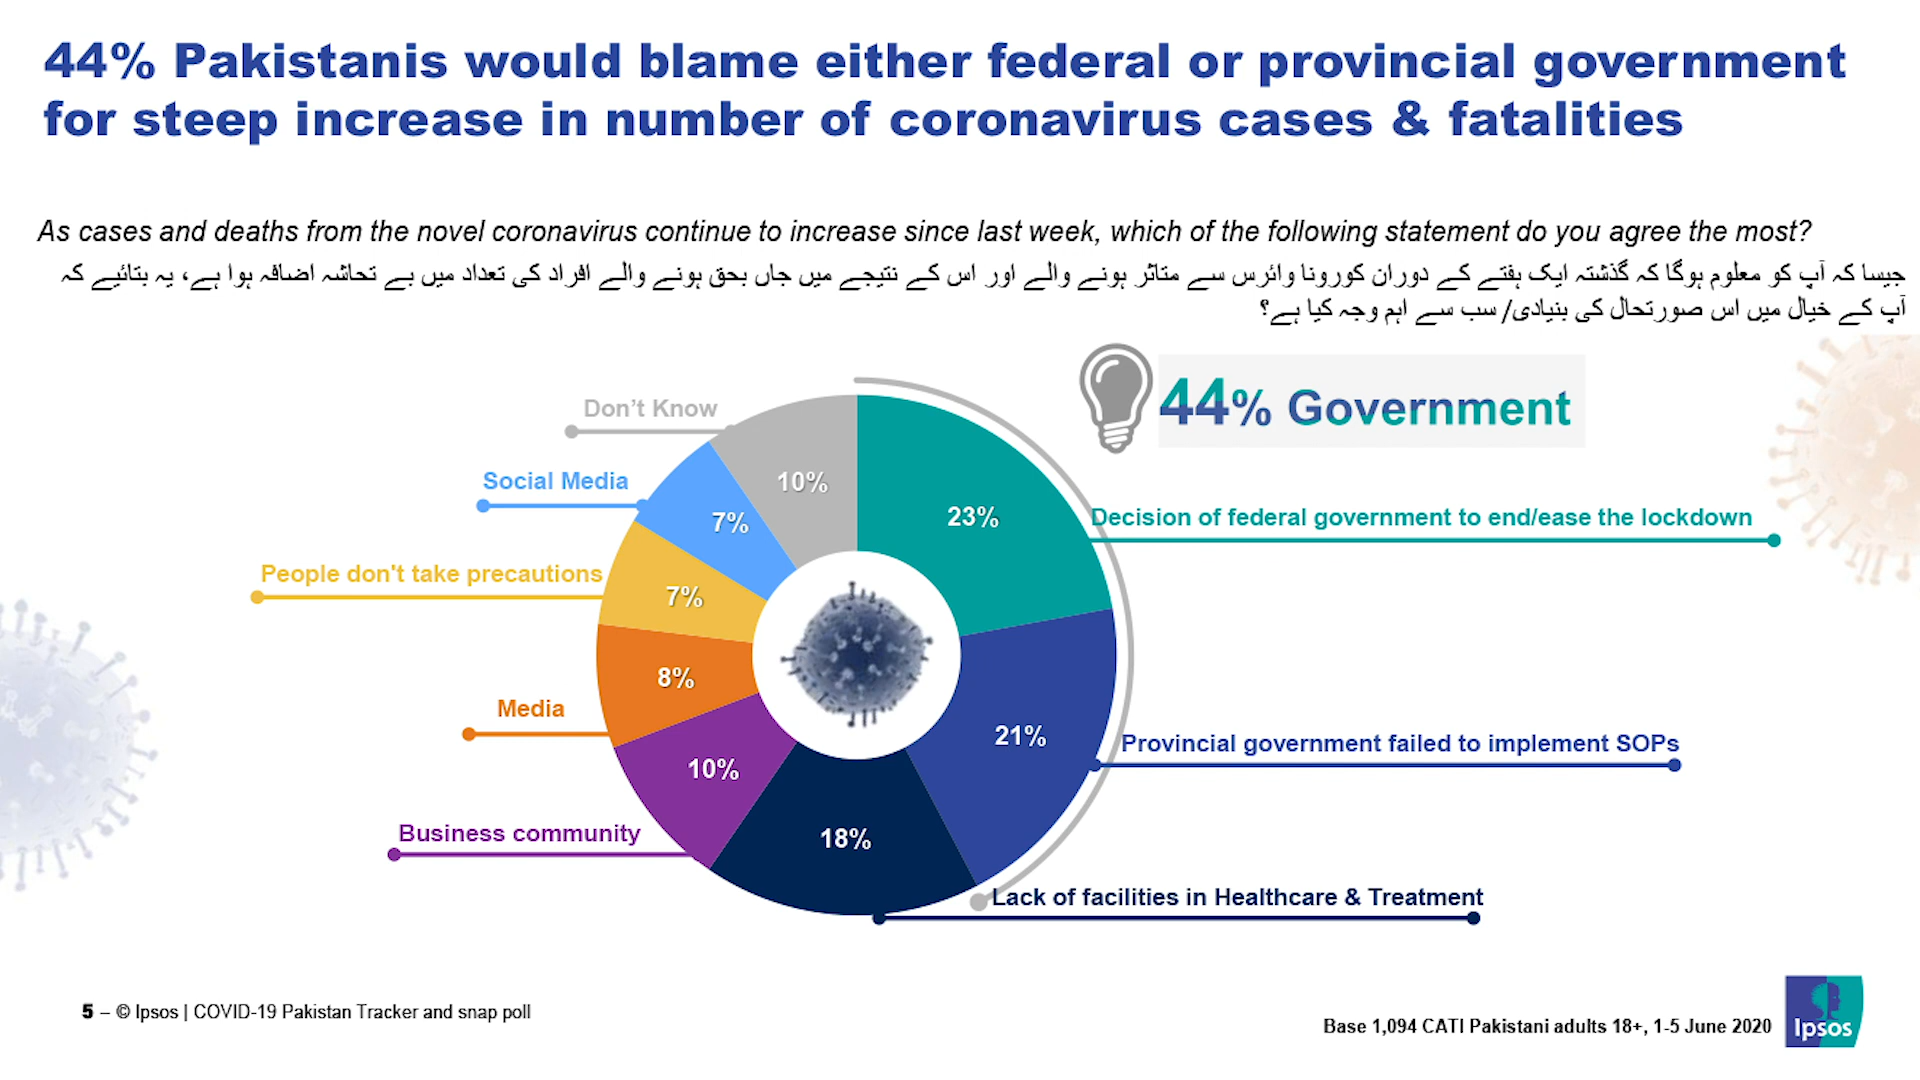 44% Pakistanis would blame either federal or provincial government
for steep increase in number of coronavirus cases & fatalities
As cases and deaths from the novel coronavirus continue to increase since last week, which of the following statement do you agree the most?
جیسا کہ آپ کو معلوم ہوگا کہ گذشتہ ایک ہفتے کے دوران کورونا وائرس سے متاثر ہونے والے اور اس کے نتیجے میں جاں بحق ہونے والے افراد کی تعداد میں بے تحاشہ اضافہ ہوا ہے، یہ بتائیے کہ
آپ کے خیال میں اس صورتحال کی بنیادی/ سب سے اہم وجہ کیا ہے؟
44% Government
Don't Know
10%
Social Media
7%
23%
Decision of federal government to end/ease the lockdown
People don't take precautions
7%
Media
8%
21%
Provincial government failed to implement SOPs
Business community
10%
18%
Lack of facilities in Healthcare & Treatment
5 – © Ipsos | COVID-19 Pakistan Tracker and snap poll
Base 1,094 CATI Pakistani adults 18+, 1-5 June 2020
Ipsos